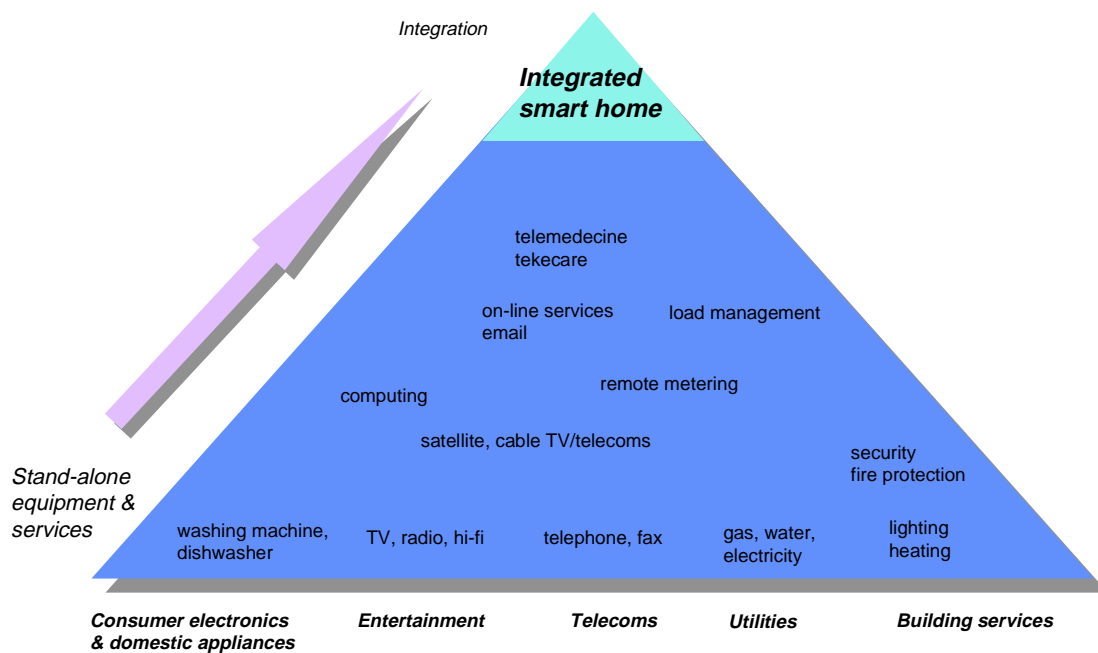 Integration
Integrated
smart home
telemedecine
tekecare
on-line services
email
load management
remote metering
computing
satellite, cable TV/telecoms
security
fire protection
Stand-alone
equipment &
services
washing machine,
dishwasher
TV, radio, hi-fi
telephone, fax
gas, water,
electricity
lighting
heating
Consumer electronics
& domestic appliances
Entertainment
Telecoms
Utilities
Building services